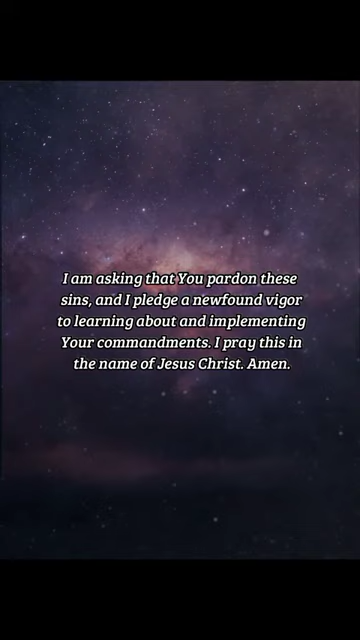 I am asking that You pardon these
sins, and I pledge a newfound vigor
to learning about and implementing
Your commandments. I pray this in
the name of Jesus Christ. Amen.